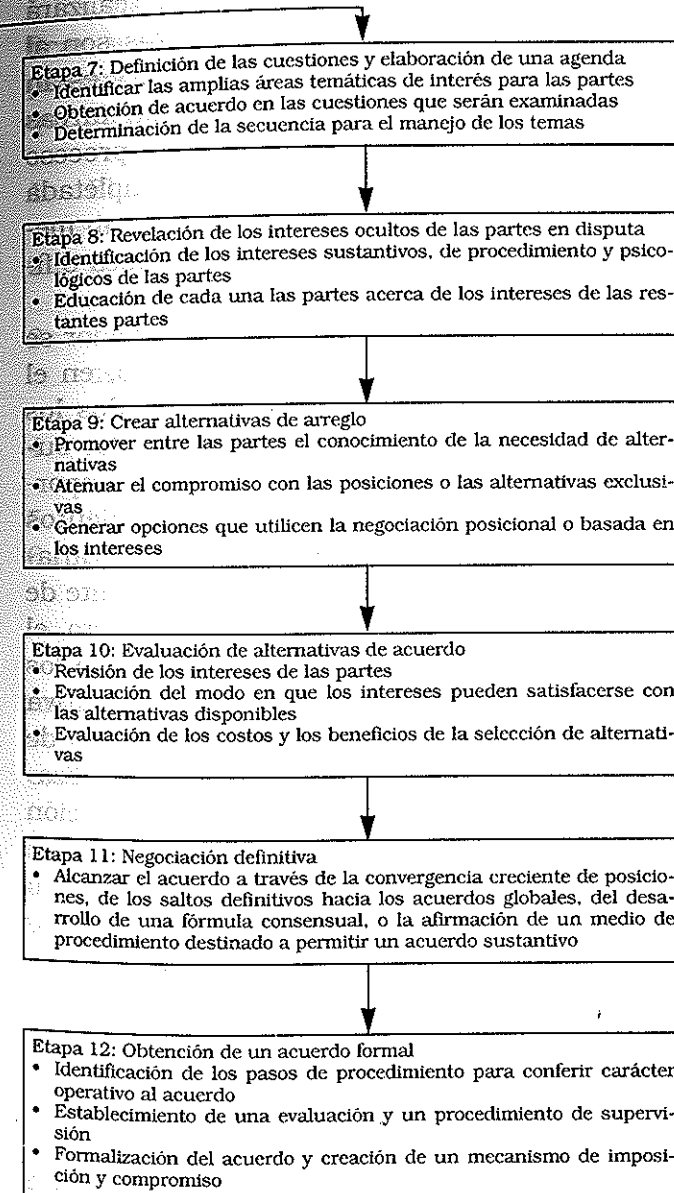 Etapa 7: Definición de las cuestiones y elaboración de una agenda
• Identificar las amplias áreas temáticas de interés para las partes
• Obtención de acuerdo en las cuestiones que serán examinadas
• Determinación de la secuencia para el manejo de los temas
Etapa 8: Revelación de los intereses ocultos de las partes en disputa
• Identificación de los intereses sustantivos, de procedimiento y psico-
lógicos de las partes
• Educación de cada una las partes acerca de los intereses de las res-
tantes partes
Etapa 9: Crear alternativas de arreglo
• Promover entre las partes el conocimiento de la necesidad de alter-
nativas
• Atenuar el compromiso con las posiciones o las alternativas exclusi-
vas
• Generar opciones que utilicen la negociación posicional o basada en
los intereses
Etapa 10: Evaluación de alternativas de acuerdo
• Revisión de los intereses de las partes
• Evaluación del modo en que los intereses pueden satisfacerse con
las alternativas disponibles
• Evaluación de los costos y los beneficios de la selección de alternati-
vas
Etapa 11: Negociación definitiva
• Alcanzar el acuerdo a través de la convergencia creciente de posicio-
nes, de los saltos definitivos hacia los acuerdos globales, del desa-
rrollo de una fórmula consensual, o la afirmación de un medio de
procedimiento destinado a permitir un acuerdo sustantivo
Etapa 12: Obtención de un acuerdo formal
• Identificación de los pasos de procedimiento para conferir carácter
operativo al acuerdo
• Establecimiento de una evaluación y un procedimiento de supervi-
sión
• Formalización del acuerdo y creación de un mecanismo de imposi-
ción y compromiso